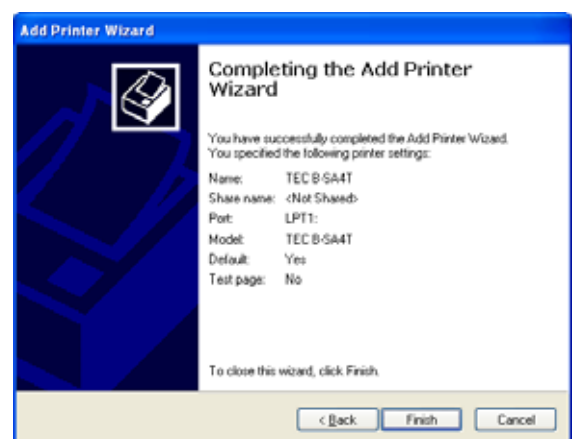 Add Printer Wizard
Completing the Add Printer
Wizard
You have successfully completed the Add Printer Wizard.
You specified the following printer settings:
Name: TEC B-SA4T
Share name: <Not Shared>
Port: LPT1:
Model: TEC B-SA4T
Default: Yes
Test page: No
To close this wizard, click Finish.
< Back Finish Cancel